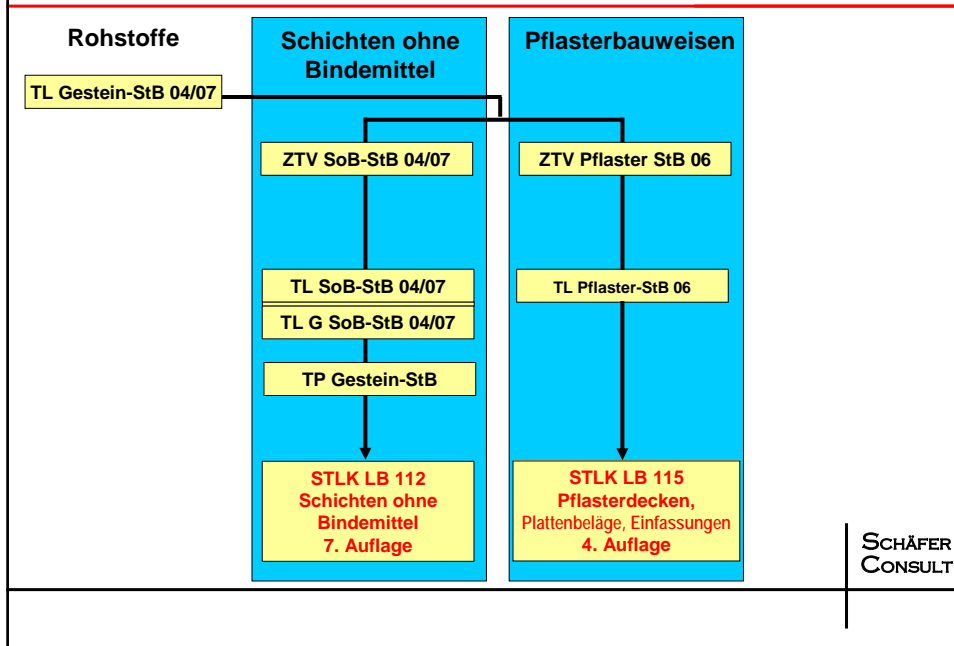 Rohstoffe
Schichten ohne
Bindemittel
Pflasterbauweisen
TL Gestein-StB 04/07
ZTV SoB-StB 04/07
ZTV Pflaster StB 06
TL SoB-StB 04/07
TL Pflaster-StB 06
TL G SoB-StB 04/07
TP Gestein-StB
STLK LB 112
Schichten ohne
Bindemittel
7. Auflage
STLK LB 115
Pflasterdecken,
Plattenbeläge, Einfassungen
4. Auflage
SCHÄFER
CONSULT